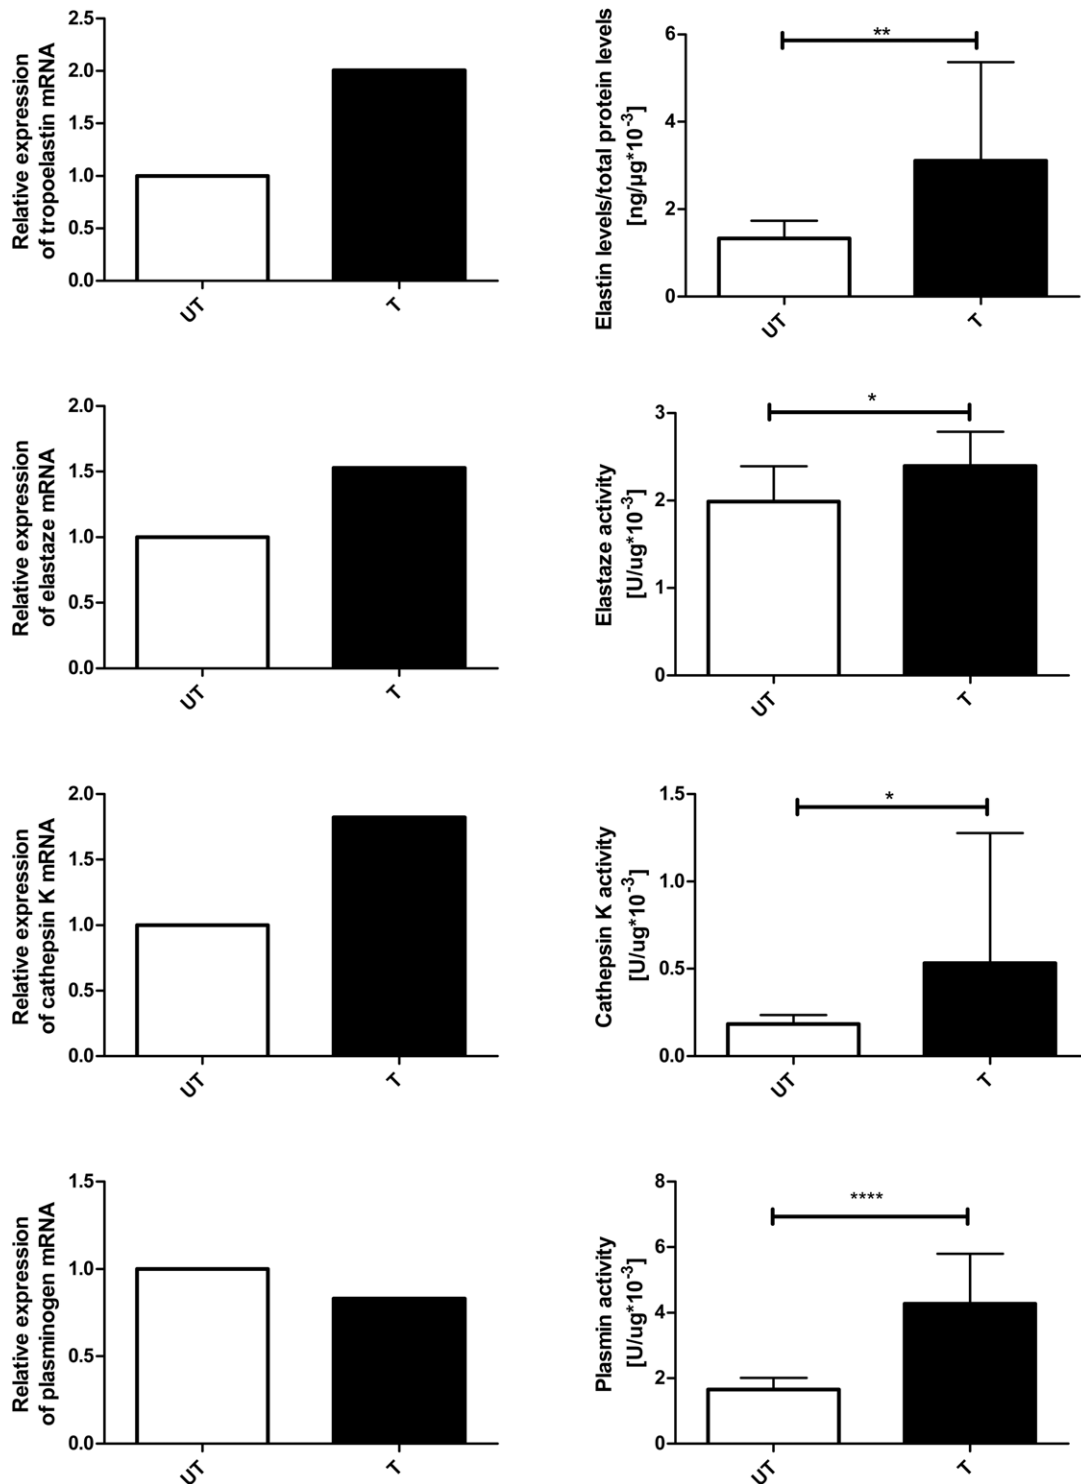 Relative expression
of tropoelastin mRNA
2.5
2.0
1.5
1.0
0.5
0.0
UT
T
Elastin levels/total protein levels
[ng/µg*10-3]
6
4
2
0
**
UT
T
Relative expression
of elastaze mRNA
2.0
1.5
1.0
0.5
0.0
UT
T
Elastaze activity
[U/ug*10-3]
3
2
1
0
*
UT
T
Relative expression
of cathepsin K mRNA
2.0
1.5
1.0
0.5
0.0
UT
T
Cathepsin K activity
[U/ug*10-3]
1.5
1.0
0.5
0.0
*
UT
T
Relative expression
of plasminogen mRNA
1.5
1.0
0.5
0.0
UT
T
Plasmin activity
[U/ug*10-3]
8
6
4
2
0
****
UT
T